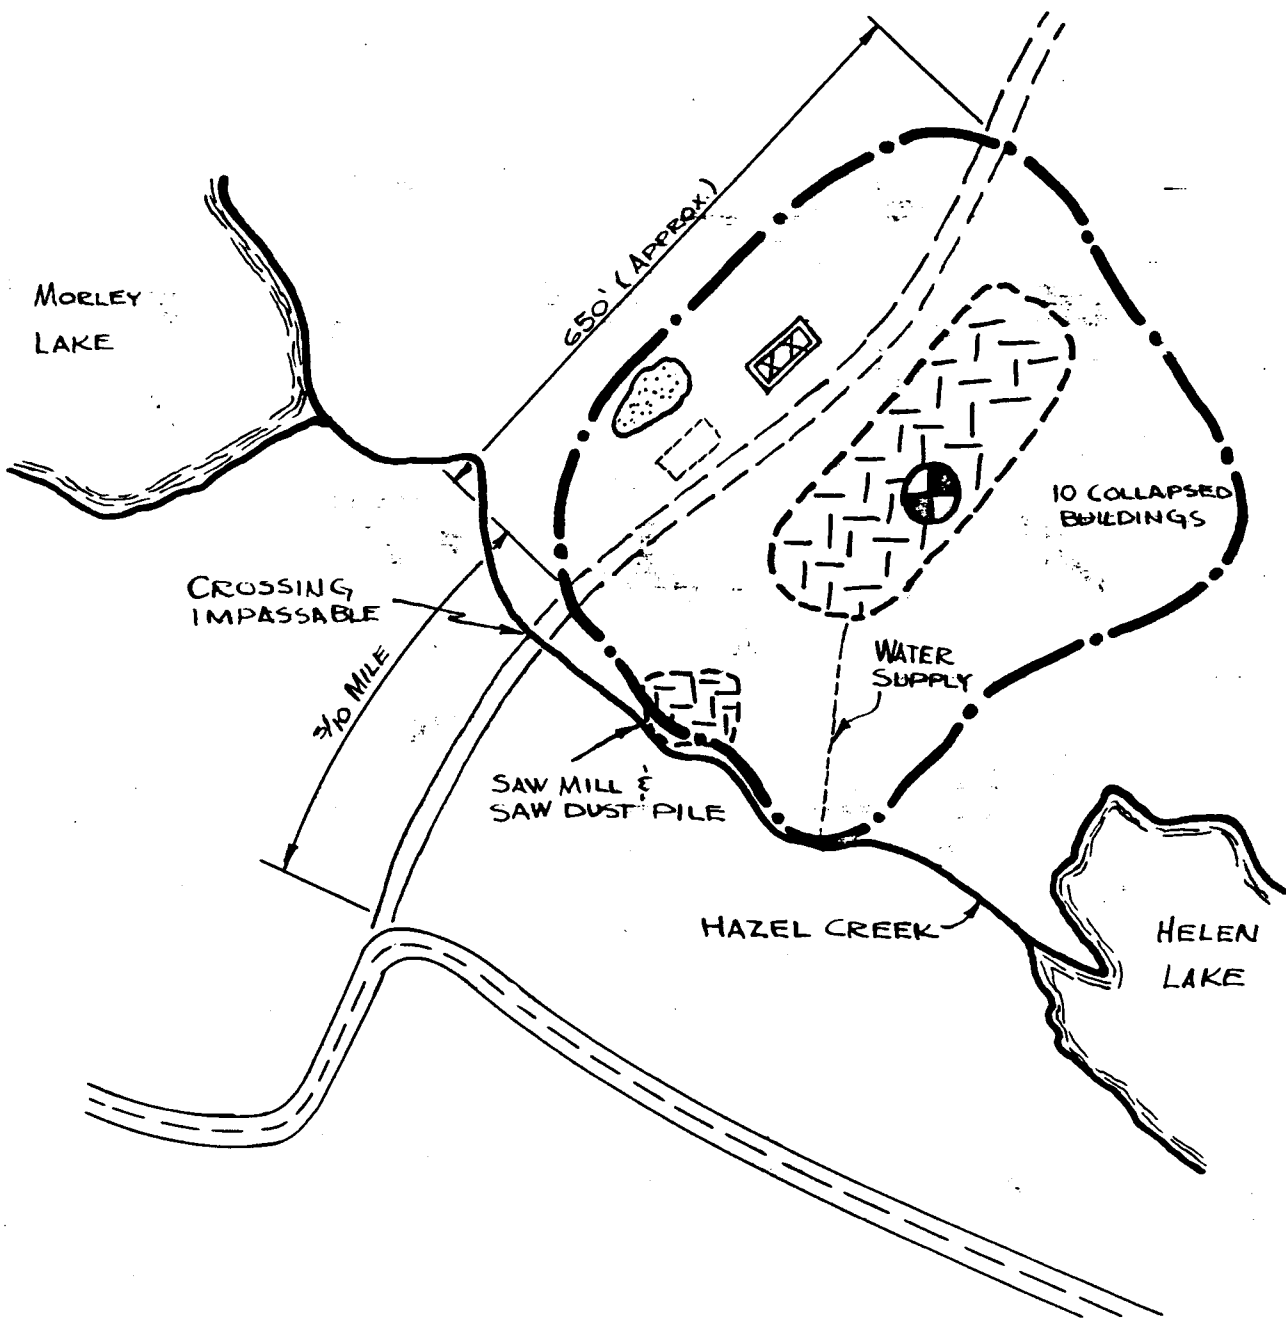 650' (APPROX.)
MORLEY
LAKE
10 COLLAPSED
BUILDINGS
CROSSING
IMPASSABLE
WATER
SUPPLY
3/10 MILE
SAW MILL &
SAW DUST PILE
HAZEL CREEK
HELEN
LAKE